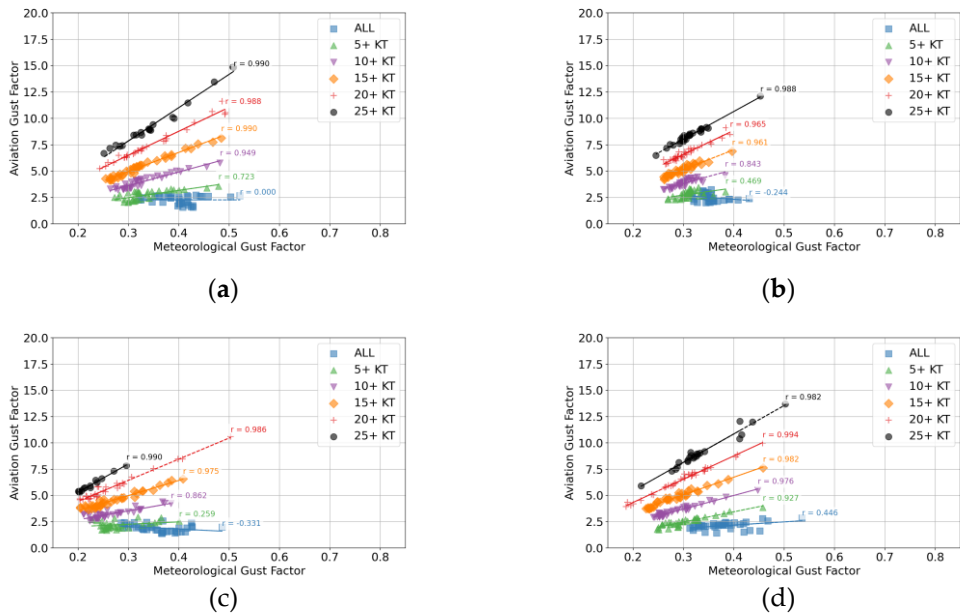 20.0
17.5
15.0
12.5
10.0
7.5
5.0
2.5
0.0
Aviation Gust Factor
ALL
5+ KT
10+ KT
15+ KT
20+ KT
25+ KT
r = 0.990
r = 0.988
r = 0.990
r = 0.949
r = 0.723
r = 0.000
0.2 0.3 0.4 0.5 0.6 0.7 0.8
Meteorological Gust Factor
(a)
20.0
17.5
15.0
12.5
10.0
7.5
5.0
2.5
0.0
Aviation Gust Factor
ALL
5+ KT
10+ KT
15+ KT
20+ KT
25+ KT
r = 0.988
r = 0.965
r = 0.961
r = 0.843
r = 0.469
r = -0.244
0.2 0.3 0.4 0.5 0.6 0.7 0.8
Meteorological Gust Factor
(b)
20.0
17.5
15.0
12.5
10.0
7.5
5.0
2.5
0.0
Aviation Gust Factor
ALL
5+ KT
10+ KT
15+ KT
20+ KT
25+ KT
r = 0.990
r = 0.986
r = 0.975
r = 0.862
r = 0.259
r = -0.331
0.2 0.3 0.4 0.5 0.6 0.7 0.8
Meteorological Gust Factor
(c)
20.0
17.5
15.0
12.5
10.0
7.5
5.0
2.5
0.0
Aviation Gust Factor
ALL
5+ KT
10+ KT
15+ KT
20+ KT
25+ KT
r = 0.982
r = 0.994
r = 0.982
r = 0.976
r = 0.927
r = 0.446
0.2 0.3 0.4 0.5 0.6 0.7 0.8
Meteorological Gust Factor
(d)